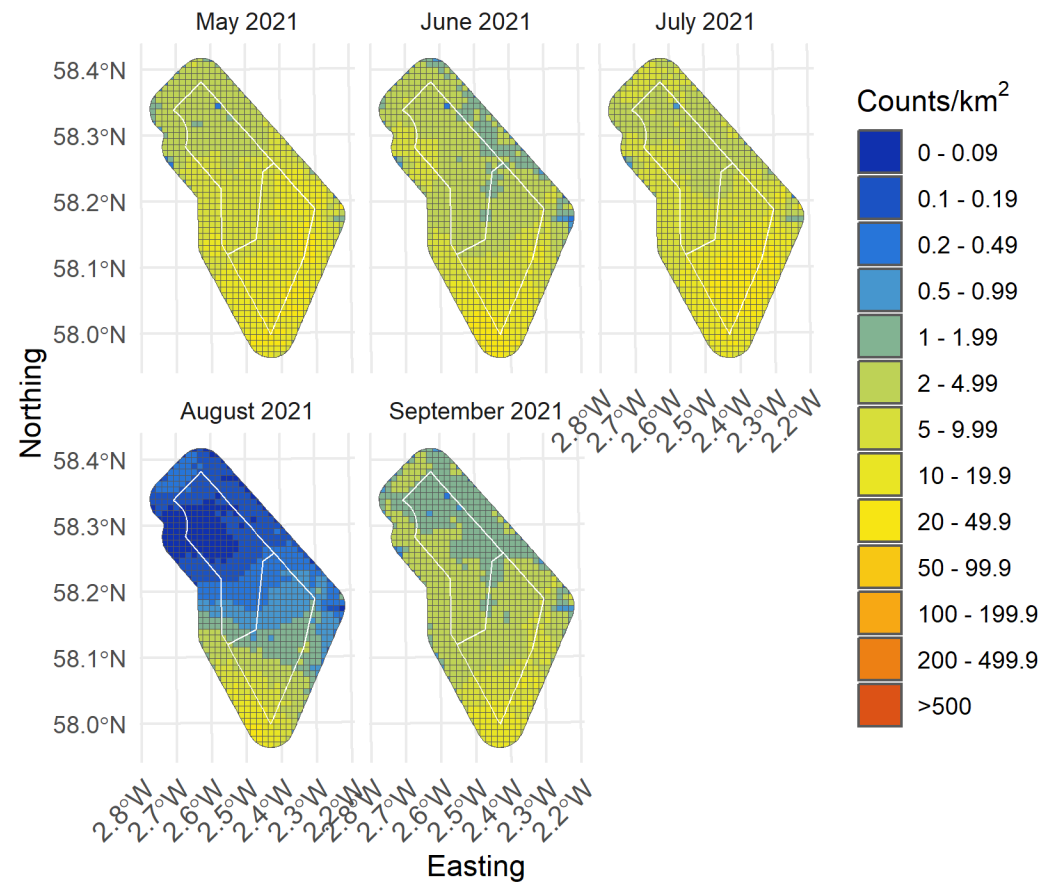 May 2021
June 2021
July 2021
58.4°N
58.3°N
58.2°N
58.1°N
58.0°N
2.8°W
2.7°W
2.6°W
2.5°W
2.4°W
2.3°W
2.2°W
August 2021
September 2021
58.4°N
58.3°N
58.2°N
58.1°N
58.0°N
2.8°W
2.7°W
2.6°W
2.5°W
2.4°W
2.3°W
2.2°W
2.8°W
2.7°W
2.6°W
2.5°W
2.4°W
2.3°W
2.2°W
Northing
Easting
Counts/km²
0 - 0.09
0.1 - 0.19
0.2 - 0.49
0.5 - 0.99
1 - 1.99
2 - 4.99
5 - 9.99
10 - 19.9
20 - 49.9
50 - 99.9
100 - 199.9
200 - 499.9
>500